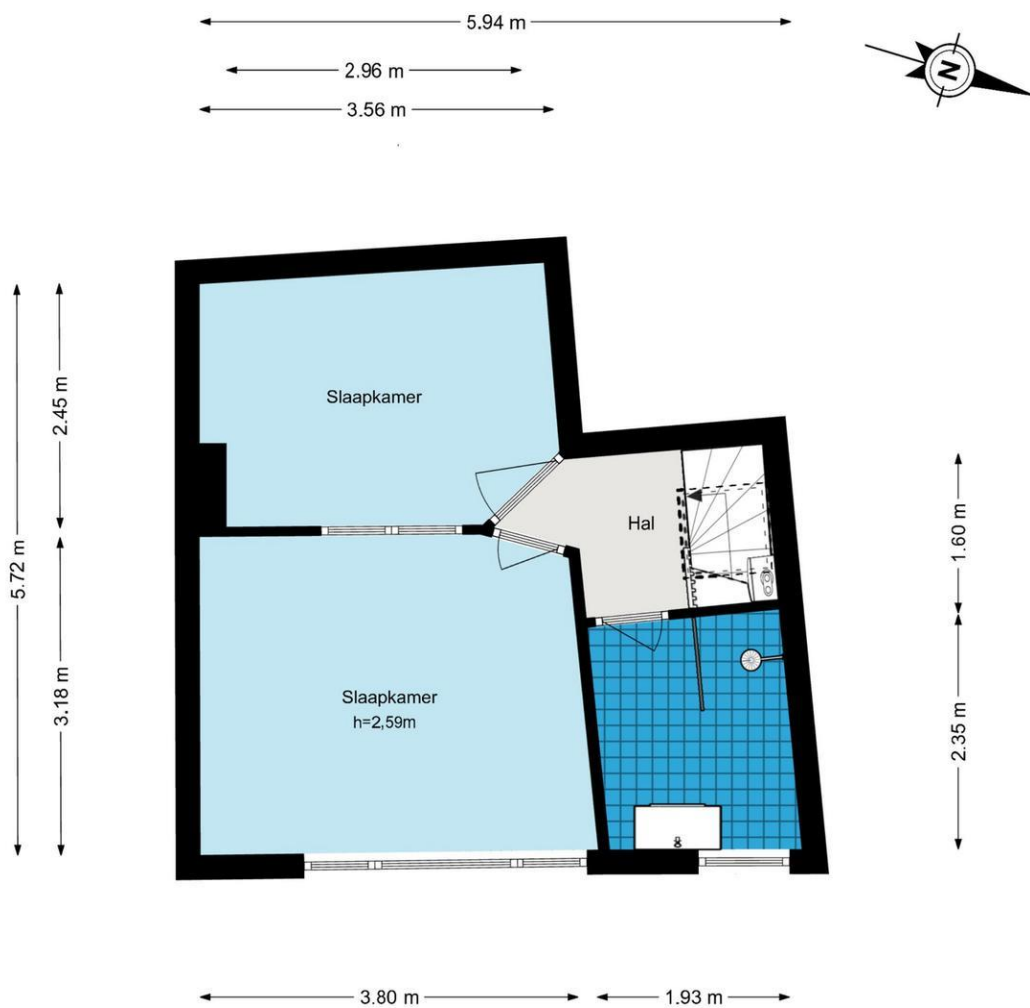 5.94 m
2.96 m
3.56 m
N
Slaapkamer
2.45 m
5.72 m
Hal
1.60 m
Slaapkamer
h=2,59m
3.18 m
2.35 m
3.80 m
1.93 m